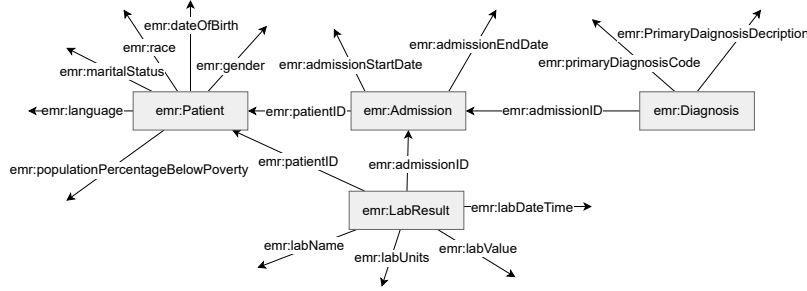 emr:dateOfBirth
emr:race
emr:gender
emr:maritalStatus
emr:language
emr:Patient
emr:populationPercentageBelowPoverty
emr:patientID
emr:patientID
emr:admissionStartDate
emr:admissionEndDate
emr:Admission
emr:admissionID
emr:admissionID
emr:PrimaryDaignosisDecription
emr:primaryDiagnosisCode
emr:Diagnosis
emr:LabResult
emr:labDateTime
emr:labName
emr:labUnits
emr:labValue